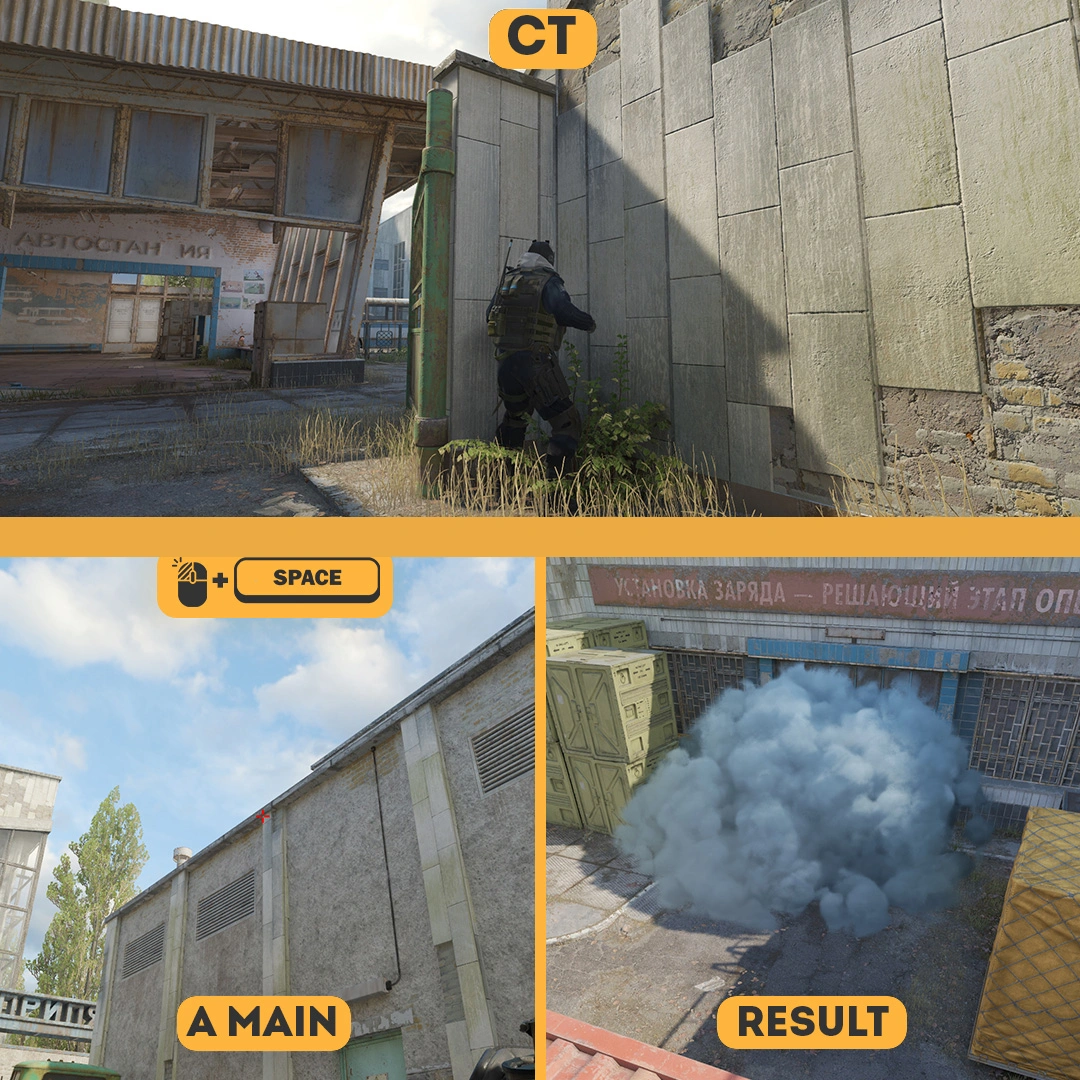 CT
АВТОСТАН ИЯ
SPACE
A MAIN
УСТАНОВКА ЗАРЯДА — РЕШАЮЩИЙ ЭТАП ОП
RESULT